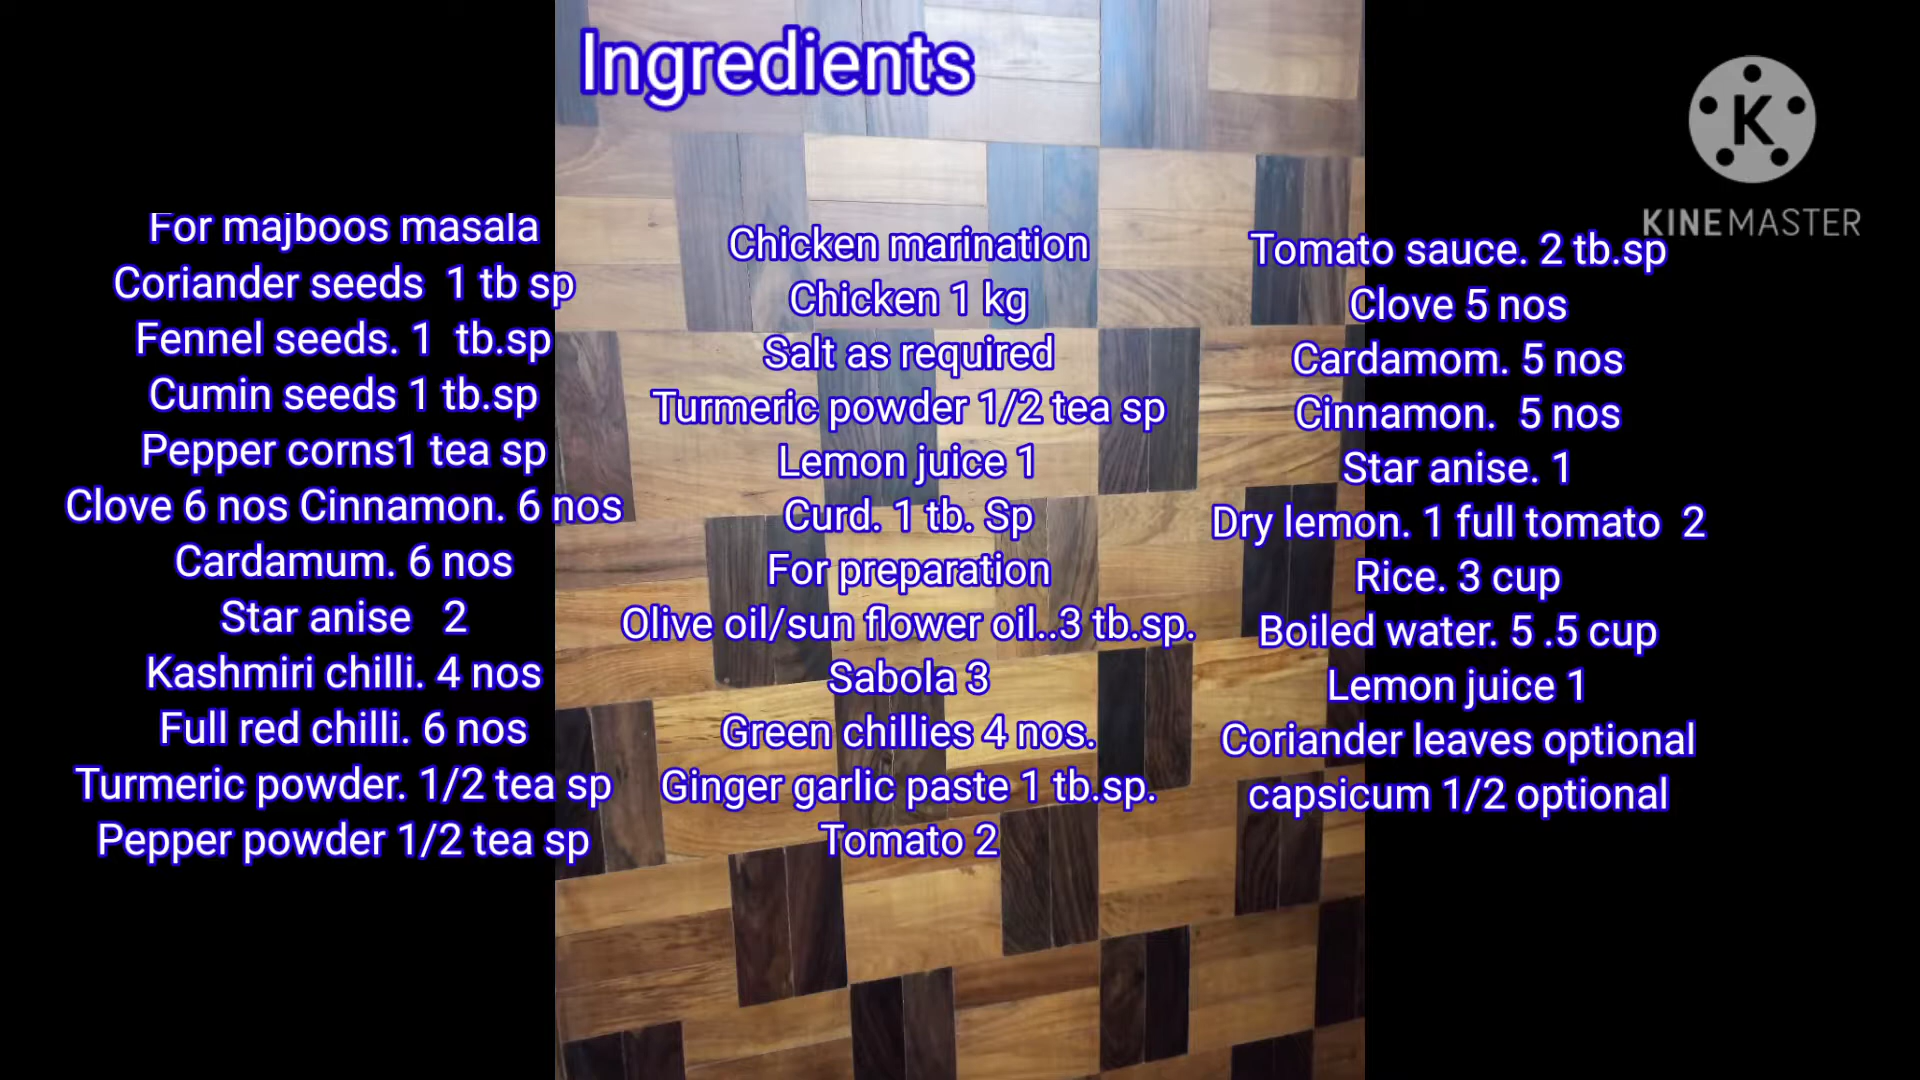 Ingredients
KINEMASTER
For majboos masala
Coriander seeds  1 tb sp
Fennel seeds. 1  tb.sp
Cumin seeds 1 tb.sp
Pepper corns1 tea sp
Clove 6 nos Cinnamon. 6 nos
Cardamum. 6 nos
Star anise   2
Kashmiri chilli. 4 nos
Full red chilli. 6 nos
Turmeric powder. 1/2 tea sp
Pepper powder 1/2 tea sp
Chicken marination
Chicken 1 kg
Salt as required
Turmeric powder 1/2 tea sp
Lemon juice 1
Curd. 1 tb. Sp
For preparation
Olive oil/sun flower oil..3 tb.sp.
Sabola 3
Green chillies 4 nos.
Ginger garlic paste 1 tb.sp.
Tomato 2
Tomato sauce. 2 tb.sp
Clove 5 nos
Cardamom. 5 nos
Cinnamon.  5 nos
Star anise. 1
Dry lemon. 1 full tomato  2
Rice. 3 cup
Boiled water. 5 .5 cup
Lemon juice 1
Coriander leaves optional
capsicum 1/2 optional